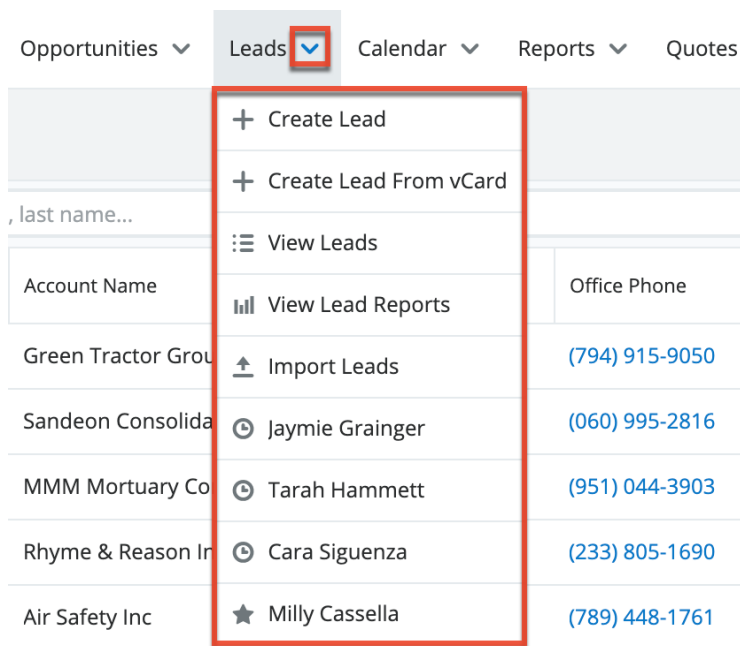 Opportunities Leads Calendar Reports Quotes
Create Lead
Create Lead From vCard
, last name...
View Leads
Account Name Office Phone
View Lead Reports
Green Tractor Grou (794) 915-9050
Import Leads
Sandeon Consolida (060) 995-2816
Jaymie Grainger
MMM Mortuary Co (951) 044-3903
Tarah Hammett
Rhyme & Reason In (233) 805-1690
Cara Siguenza
Air Safety Inc (789) 448-1761
Milly Cassella